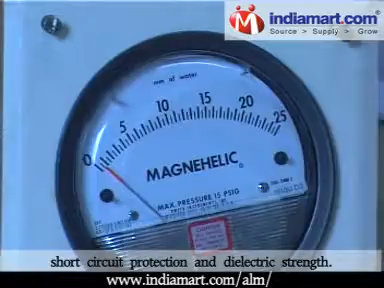 indiamart.com
Source > Supply > Grow
mm of water
0 5 10 15 20 25
MAGNEHELIC
MAX. PRESSURE 15 PSIG
short circuit protection and dielectric strength.
www.indiamart.com/alm/